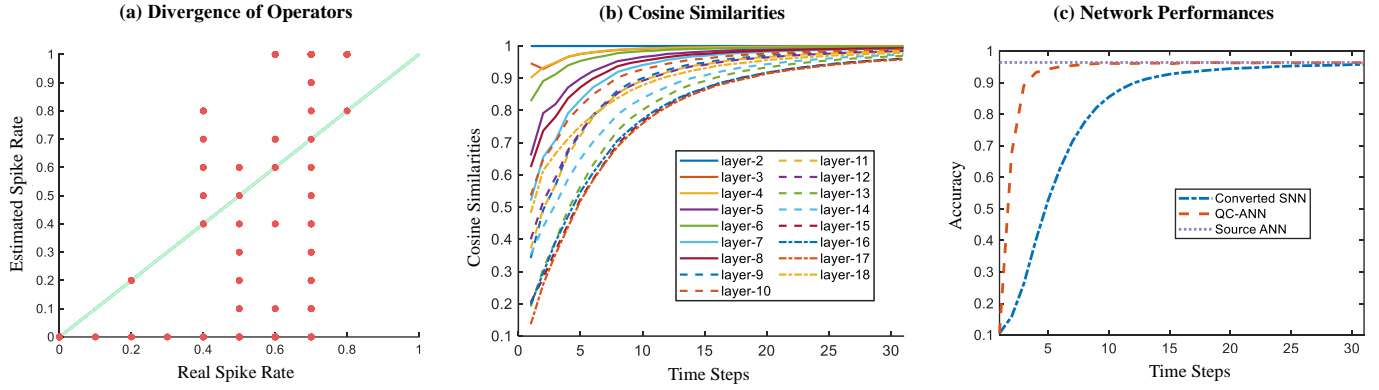 (a) Divergence of Operators
Estimated Spike Rate
1
0.9
0.8
0.7
0.6
0.5
0.4
0.3
0.2
0.1
0
0
0.2
0.4
0.6
0.8
1
Real Spike Rate
(b) Cosine Similarities
Cosine Similarities
1
0.9
0.8
0.7
0.6
0.5
0.4
0.3
0.2
0.1
layer-2
layer-3
layer-4
layer-5
layer-6
layer-7
layer-8
layer-9
layer-10
layer-11
layer-12
layer-13
layer-14
layer-15
layer-16
layer-17
layer-18
0
5
10
15
20
25
30
Time Steps
(c) Network Performances
Accuracy
1
0.9
0.8
0.7
0.6
0.5
0.4
0.3
0.2
0.1
Converted SNN
QC-ANN
Source ANN
5
10
15
20
25
30
Time Steps